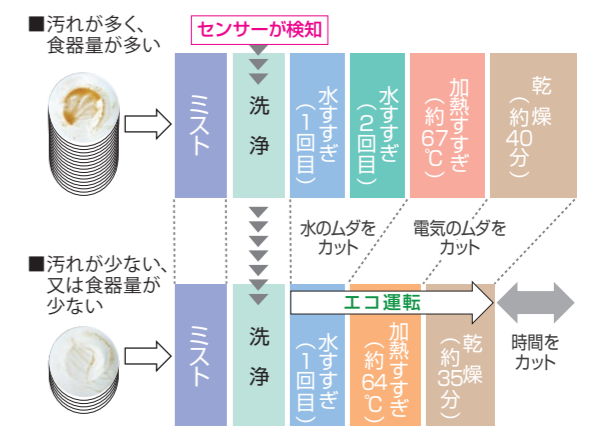 ■汚れが多く、
食器量が多い
センサーが検知
ミスト
洗浄
水すすぎ
（1回目）
水すすぎ
（2回目）
加熱すすぎ
（約67℃）
乾燥
（約40分）
水のムダを
カット
電気のムダを
カット
■汚れが少ない、
又は食器量が
少ない
エコ運転
ミスト
洗浄
水すすぎ
（1回目）
加熱すすぎ
（約64℃）
乾燥
（約35分）
時間を
カット